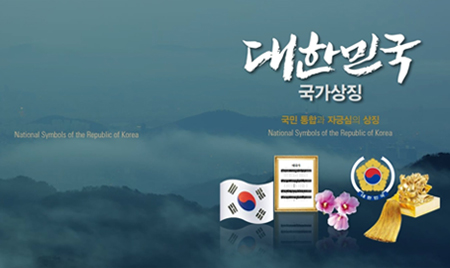 대한민국
국가상징
국민 통합과 자긍심의 상징
National Symbols of the Republic of Korea
National Symbols of the Republic of Korea